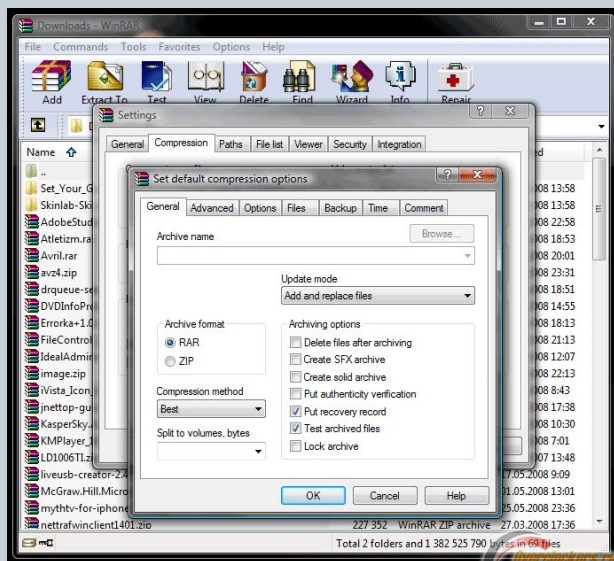 Downloads - WinRAR
File Commands Tools Favorites Options Help
Add Extract To Test View Delete Find Wizard Info Repair
Settings
General Compression Paths File list Viewer Security Integration
Name
..
Set default compression options
General Advanced Options Files Backup Time Comment
Archive name
Browse...
Update mode
Add and replace files
Archive format
RAR
ZIP
Compression method
Best
Split to volumes, bytes
Archiving options
Delete files after archiving
Create SFX archive
Create solid archive
Put authenticity verification
Put recovery record
Test archived files
Lock archive
OK Cancel Help
Set_Your_G
008 13:58
Skinlab-Ski
008 13:58
AdobeStud
008 22:58
Atletizm.ra
008 18:53
Avril.rar
008 20:01
avz4.zip
008 23:31
drqueue-se
008 18:51
DVDInfoPro
008 14:55
Errorka+1.0
008 18:13
FileControl
008 21:13
IdealAdmin
008 12:07
image.zip
008 22:13
iVista_Icon_
008 8:43
jnettop-gu
008 17:38
KasperSky.
008 10:30
KMPlayer_1
008 7:01
LD1006TI.zi
007 13:48
liveusb-creator-2.4
17.05.2008 9:09
McGraw.Hill.Micro
01.05.2008 13:01
mythtv-for-iphone
25.05.2008 23:36
nettrafwinclient1401.zip 227 352 WinRAR ZIP archive 27.03.2008 17:36
Total 2 folders and 1 382 525 790 bytes in 69 files